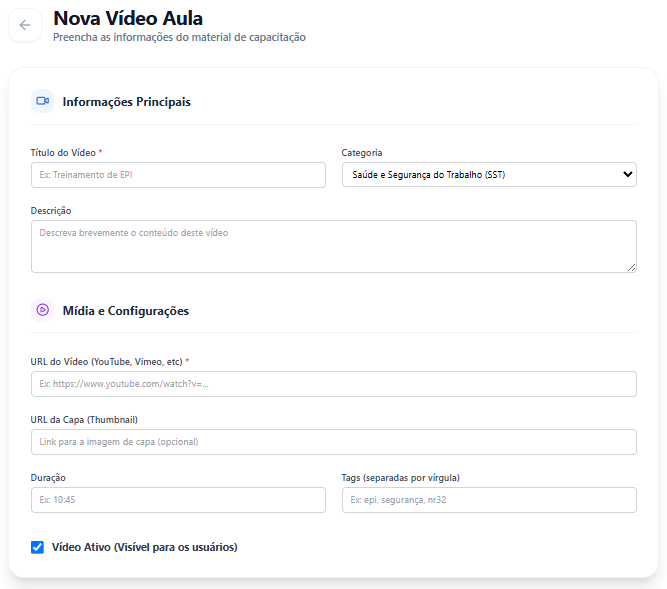 Nova Vídeo Aula
Preencha as informações do material de capacitação
Informações Principais
Título do Vídeo *
Categoria
Ex: Treinamento de EPI
Saúde e Segurança do Trabalho (SST)
Descrição
Descreva brevemente o conteúdo deste vídeo
Mídia e Configurações
URL do Vídeo (YouTube, Vimeo, etc) *
Ex: https://www.youtube.com/watch?v=...
URL da Capa (Thumbnail)
Link para a imagem de capa (opcional)
Duração
Tags (separadas por vírgula)
Ex: 10:45
Ex: epi, segurança, nr32
Vídeo Ativo (Visível para os usuários)